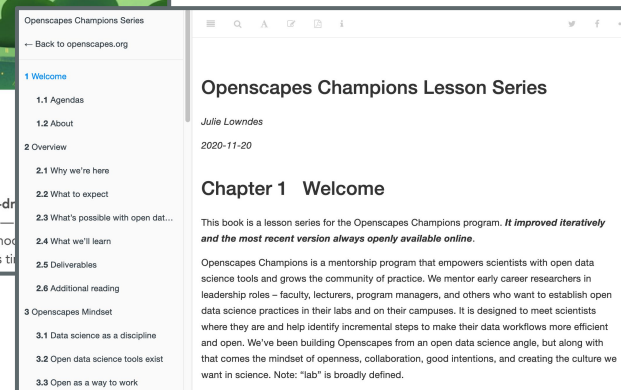 Openscapes Champions Series
← Back to openscapes.org
1 Welcome
1.1 Agendas
1.2 About
2 Overview
2.1 Why we're here
2.2 What to expect
2.3 What's possible with open dat...
2.4 What we'll learn
2.5 Deliverables
2.6 Additional reading
3 Openscapes Mindset
3.1 Data science as a discipline
3.2 Open data science tools exist
3.3 Open as a way to work
Openscapes Champions Lesson Series
Julie Lowndes
2020-11-20
Chapter 1 Welcome
This book is a lesson series for the Openscapes Champions program. It improved iteratively
and the most recent version always openly available online.
Openscapes Champions is a mentorship program that empowers scientists with open data
science tools and grows the community of practice. We mentor early career researchers in
leadership roles – faculty, lecturers, program managers, and others who want to establish open
data science practices in their labs and on their campuses. It is designed to meet scientists
where they are and help identify incremental steps to make their data workflows more efficient
and open. We've been building Openscapes from an open data science angle, but along with
that comes the mindset of openness, collaboration, good intentions, and creating the culture we
want in science. Note: "lab" is broadly defined.